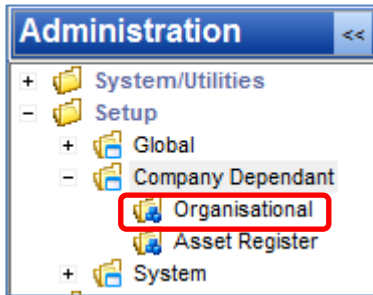 Administration <<
+ System/Utilities
- Setup
+ Global
- Company Dependant
Organisational
Asset Register
+ System